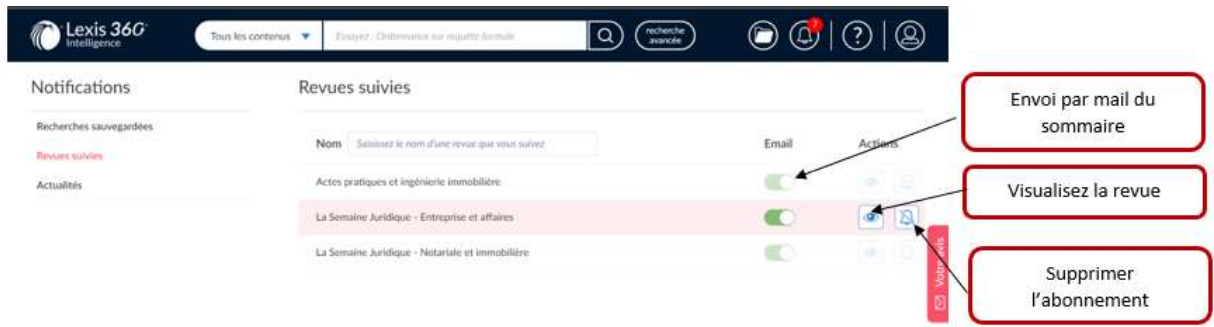 Lexis 360
Intelligence
Tous les contenus
Essayez : Ordonnance sur requête formule
recherche
avancée
7
?
Notifications
Recherches sauvegardées
Revues suivies
Actualités
Revues suivies
Nom
Saisissez le nom d'une revue que vous suivez
Email
Actions
Actes pratiques et ingénierie immobilière
La Semaine Juridique - Entreprise et affaires
La Semaine Juridique - Notariale et immobilière
Votre avis
Envoi par mail du
sommaire
Visualisez la revue
Supprimer
l'abonnement